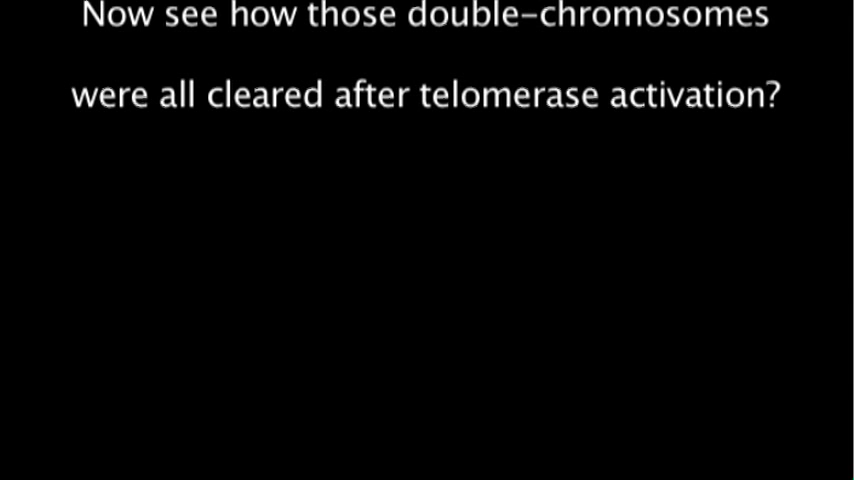 Now see how those double-chromosomes
were all cleared after telomerase activation?